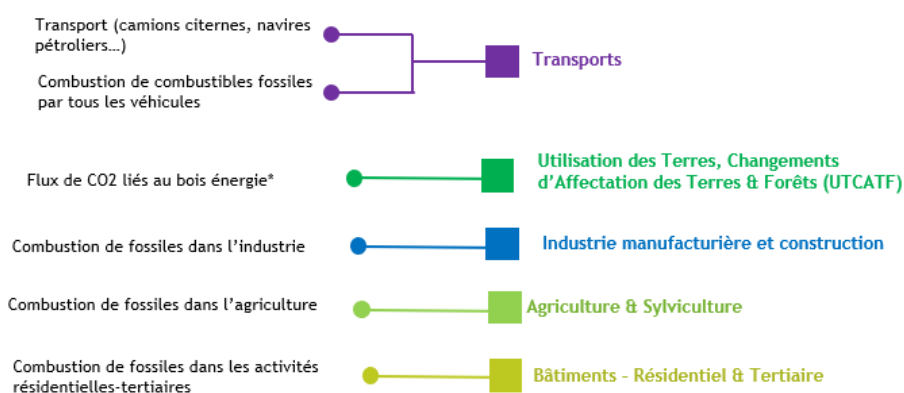 Transport (camions citernes, navires
pétroliers…)
Transports
Combustion de combustibles fossiles
par tous les véhicules
Utilisation des Terres, Changements
d’Affectation des Terres & Forêts (UTCATF)
Flux de CO2 liés au bois énergie*
Combustion de fossiles dans l’industrie
Industrie manufacturière et construction
Combustion de fossiles dans l’agriculture
Agriculture & Sylviculture
Combustion de fossiles dans les activités
résidentielles-tertiaires
Bâtiments - Résidentiel & Tertiaire